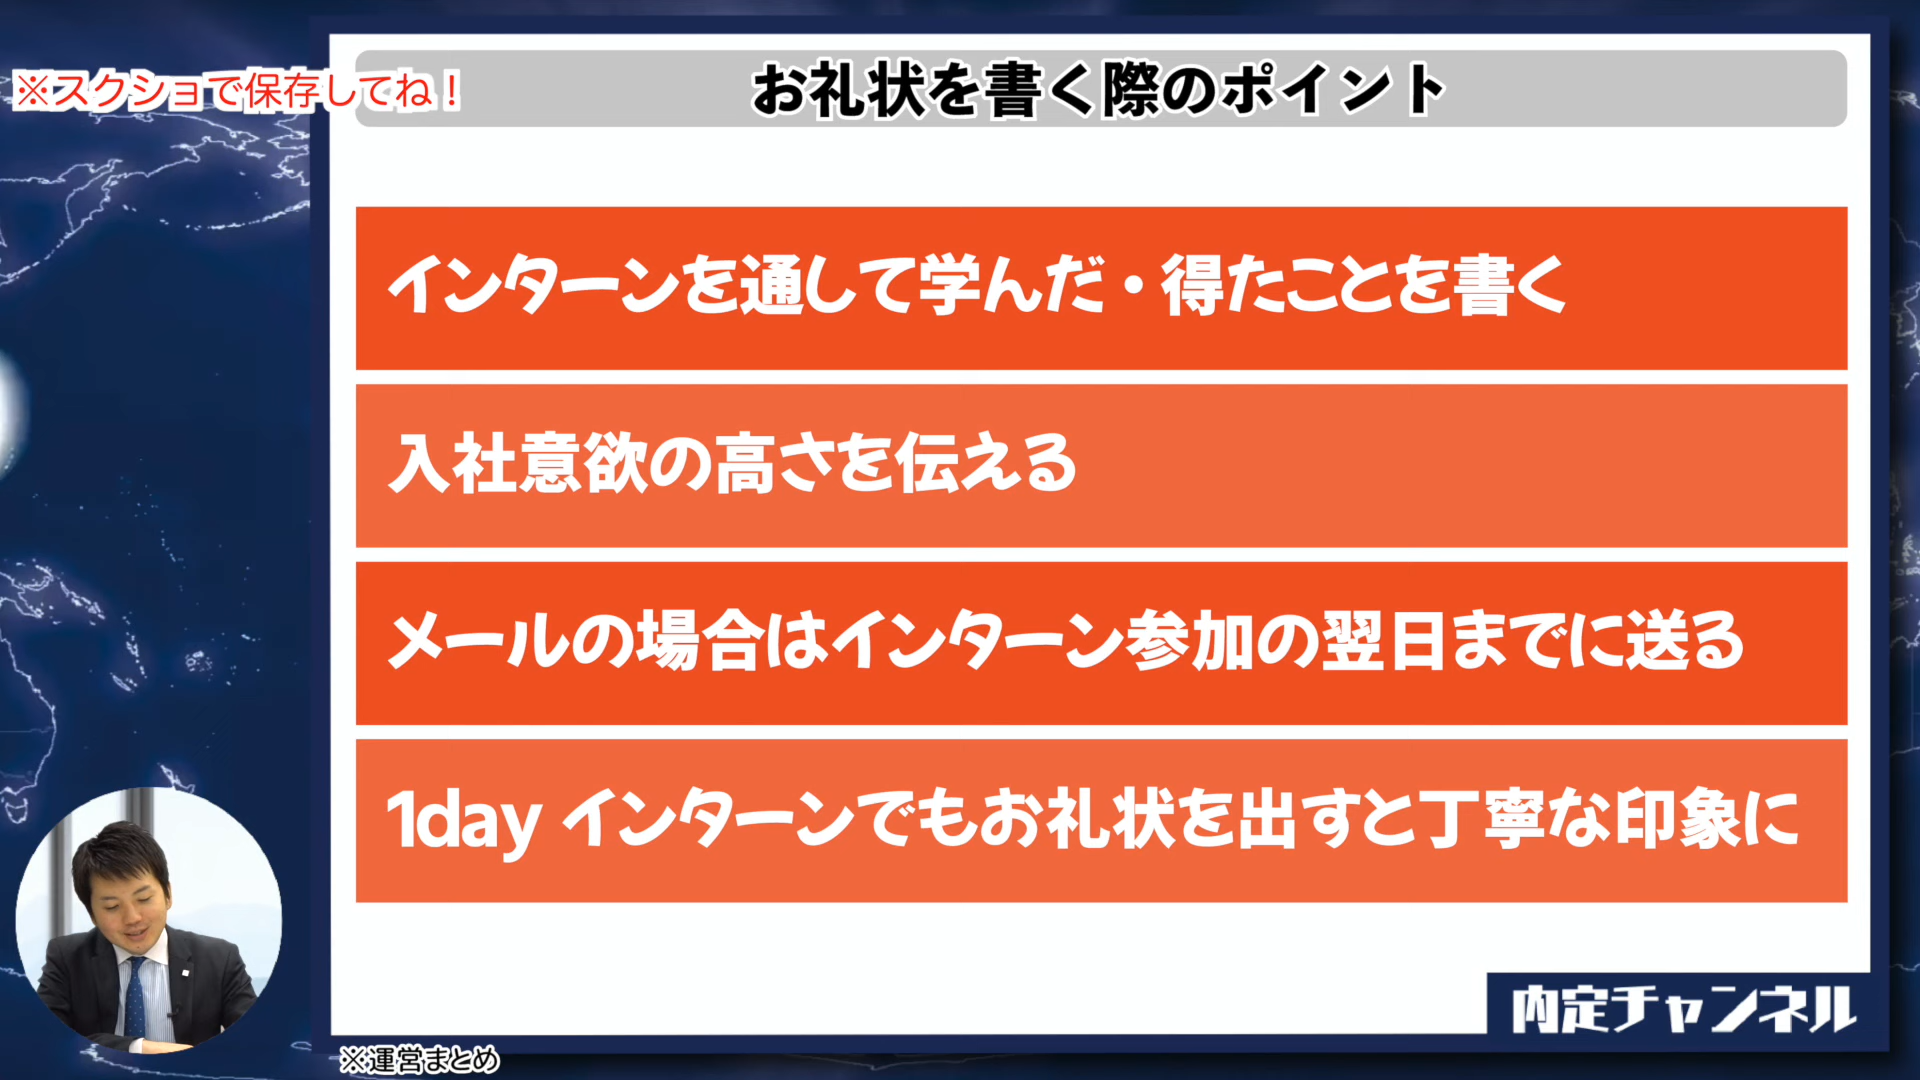 ※スクショで保存してね！
お礼状を書く際のポイント
インターンを通して学んだ・得たことを書く
入社意欲の高さを伝える
メールの場合はインターン参加の翌日までに送る
1day インターンでもお礼状を出すと丁寧な印象に
内定チャンネル
※運営まとめ